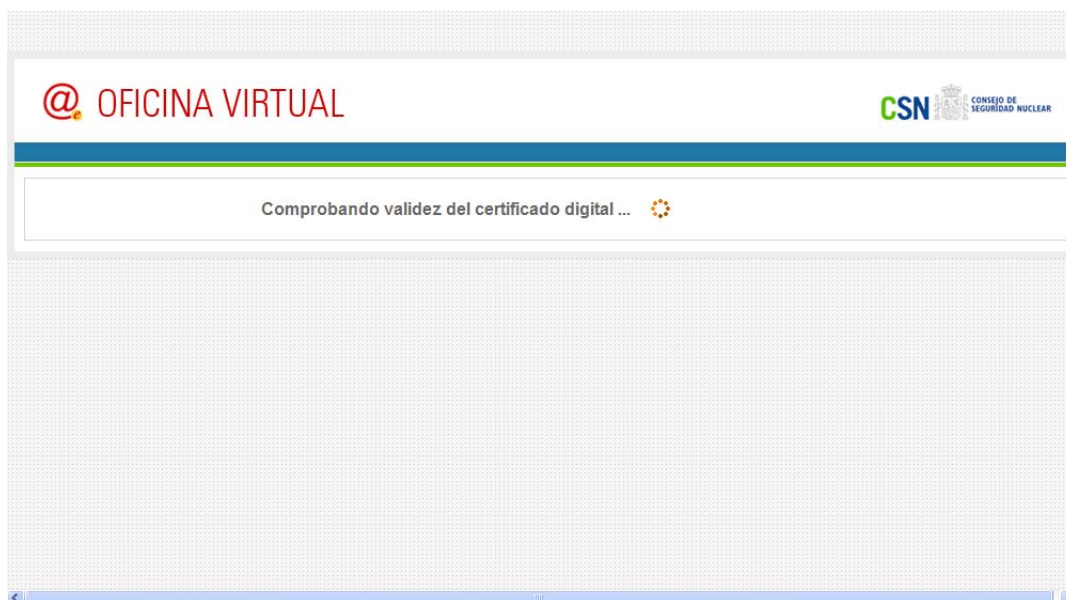 @e OFICINA VIRTUAL
CSN
CONSEJO DE
SEGURIDAD NUCLEAR
Comprobando validez del certificado digital ...